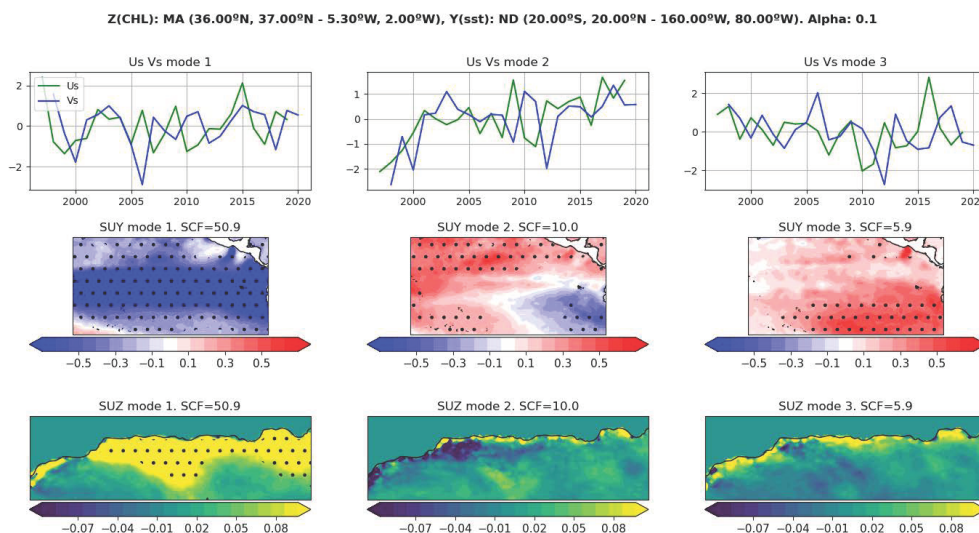 Z(CHL): MA (36.00ºN, 37.00ºN - 5.30ºW, 2.00ºW), Y(sst): ND (20.00ºS, 20.00ºN - 160.00ºW, 80.00ºW). Alpha: 0.1
Us Vs mode 1
Us Vs mode 2
Us Vs mode 3
Us
Vs
2
0
−2
1
0
−1
−2
2
0
−2
2000 2005 2010 2015 2020
2000 2005 2010 2015 2020
2000 2005 2010 2015 202
SUY mode 1. SCF=50.9
SUY mode 2. SCF=10.0
SUY mode 3. SCF=5.9
−0.5 −0.3 −0.1 0.1 0.3 0.5
−0.5 −0.3 −0.1 0.1 0.3 0.5
−0.5 −0.3 −0.1 0.1 0.3 0.5
SUZ mode 1. SCF=50.9
SUZ mode 2. SCF=10.0
SUZ mode 3. SCF=5.9
−0.07 −0.04 −0.01 0.02 0.05 0.08
−0.07 −0.04 −0.01 0.02 0.05 0.08
−0.07 −0.04 −0.01 0.02 0.05 0.08